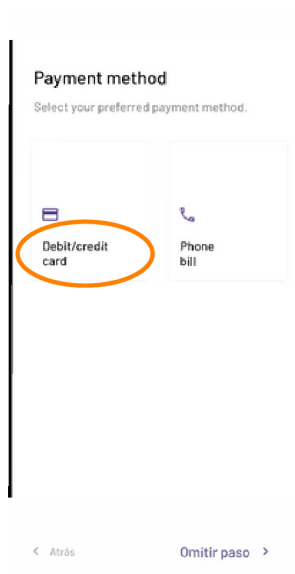 Payment method
Select your preferred payment method.
Debit/credit
card
Phone
bill
Atrás
Omitir paso